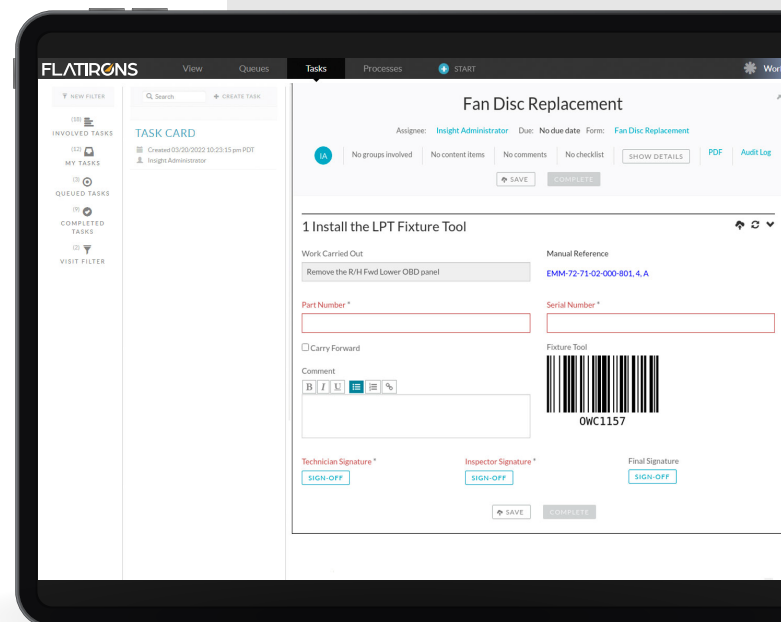 FLATIRONS
View Queues Tasks Processes START
NEW FILTER
(18)
INVOLVED TASKS
(12)
MY TASKS
(3)
QUEUED TASKS
(9)
COMPLETED
TASKS
(2)
VISIT FILTER
Search CREATE TASK
TASK CARD
Created 03/20/2022 10:23:15 pm PDT
Insight Administrator
Fan Disc Replacement
Assignee: Insight Administrator Due: No due date Form: Fan Disc Replacement
IA No groups involved No content items No comments No checklist SHOW DETAILS PDF Audit Log
SAVE COMPLETE
1 Install the LPT Fixture Tool
Work Carried Out Manual Reference
Remove the R/H Fwd Lower OBD panel EMM-72-71-02-000-801, 4, A
Part Number * Serial Number *
Carry Forward Fixture Tool
Comment
B I U
OWC1157
Technician Signature * Inspector Signature * Final Signature
SIGN-OFF SIGN-OFF SIGN-OFF
SAVE COMPLETE